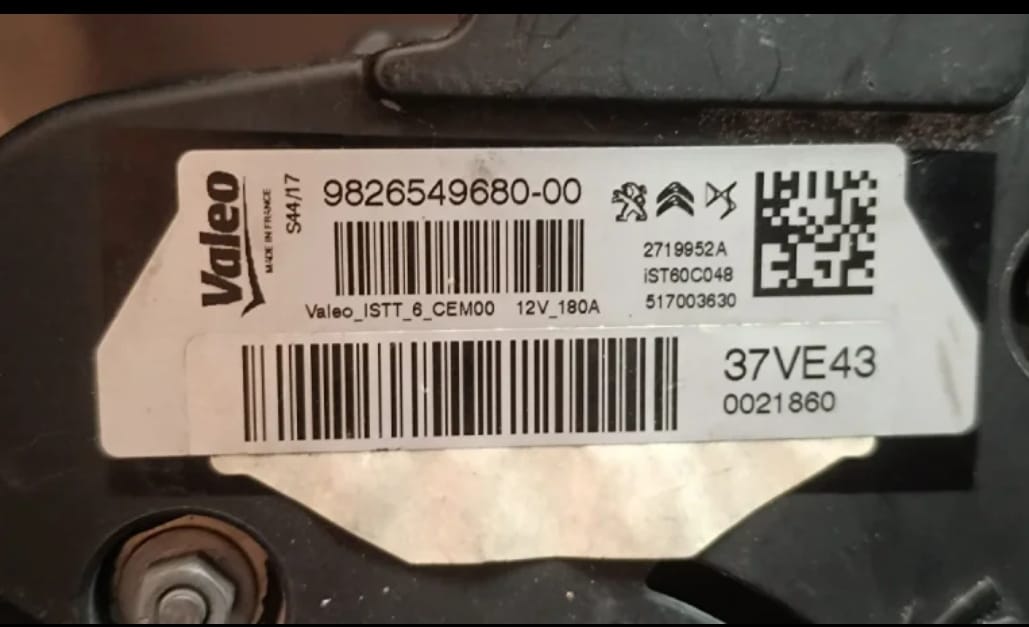 Valeo
MADE IN FRANCE
S44/17
9826549680-00
Valeo_ISTT_6_CEM00 12V_180A
2719952A
iST60C048
517003630
37VE43
0021860